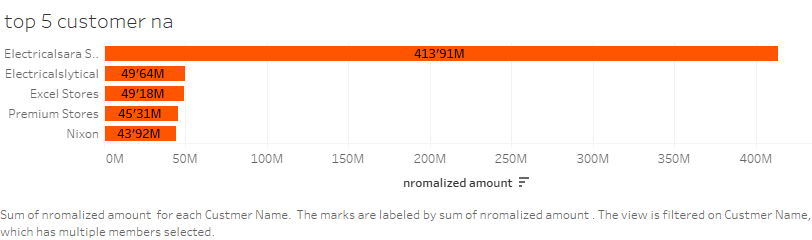 top 5 customer na
Electricalsara S..
413'91M
Electricalslytical
49'64M
Excel Stores
49'18M
Premium Stores
45'31M
Nixon
43'92M
0M 50M 100M 150M 200M 250M 300M 350M 400M
nromalized amount
Sum of nromalized amount for each Custmer Name. The marks are labeled by sum of nromalized amount . The view is filtered on Custmer Name,
which has multiple members selected.